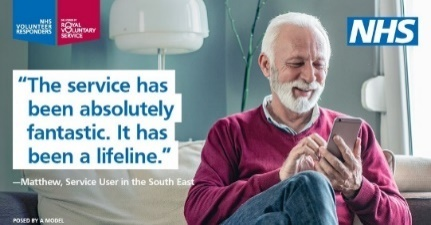 NHS
VOLUNTEER
RESPONDERS
ROYAL
VOLUNTARY
SERVICE
NHS
“The service has
been absolutely
fantastic. It has
been a lifeline.”
—Matthew, Service User in the South East
POSED BY A MODEL